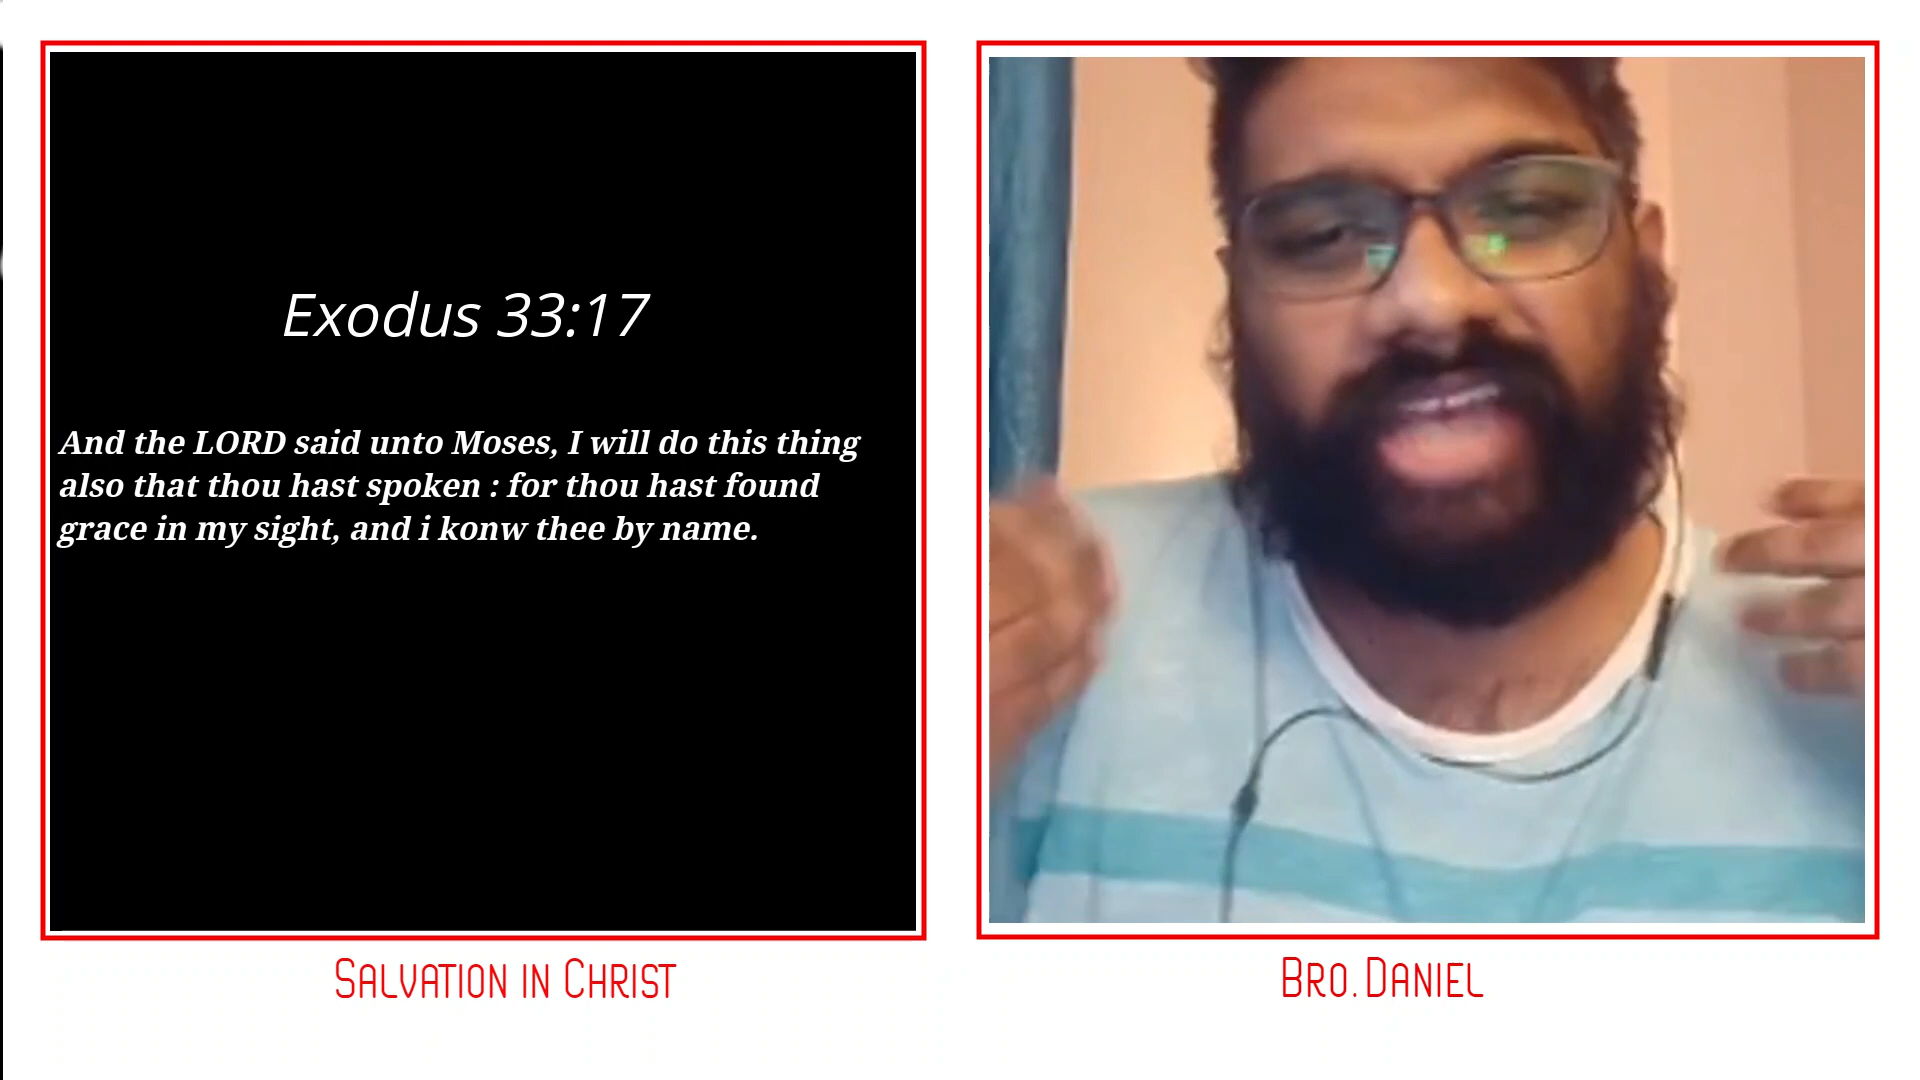 Exodus 33:17
And the LORD said unto Moses, I will do this thing
also that thou hast spoken : for thou hast found
grace in my sight, and i konw thee by name.
SALVATION IN CHRIST
BRO. DANIEL